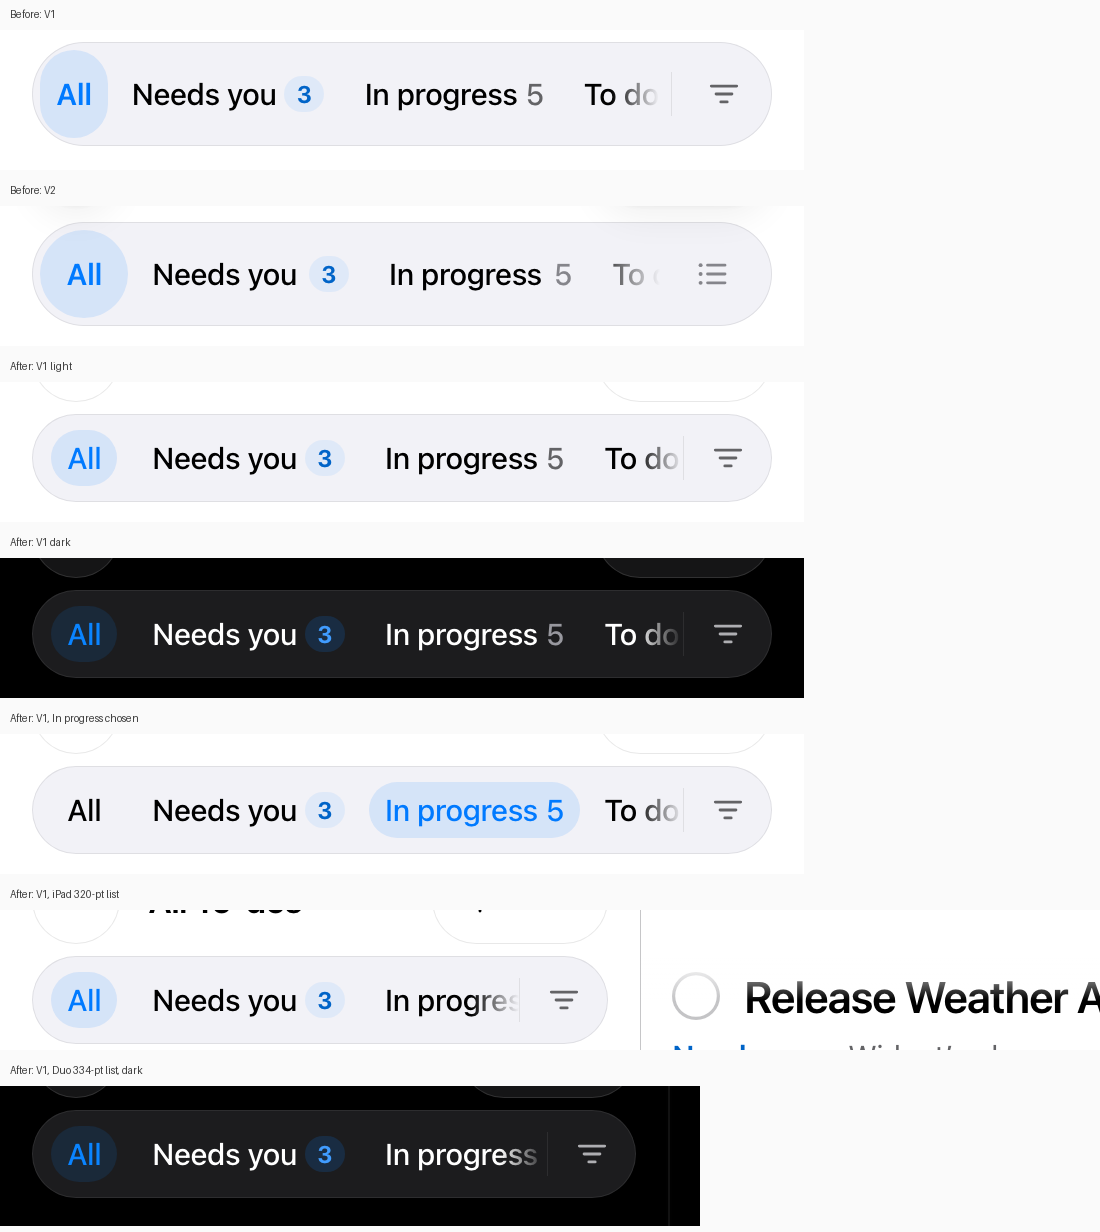 Before: V1
All Needs you 3 In progress 5 To do
Before: V2
All Needs you 3 In progress 5 To
After: V1 light
All Needs you 3 In progress 5 To do
After: V1 dark
All Needs you 3 In progress 5 To do
After: V1, In progress chosen
All Needs you 3 In progress 5 To do
After: V1, iPad 320-pt list
All Needs you 3 In progres
Release Weather A
After: V1, Duo 334-pt list, dark
All Needs you 3 In progress